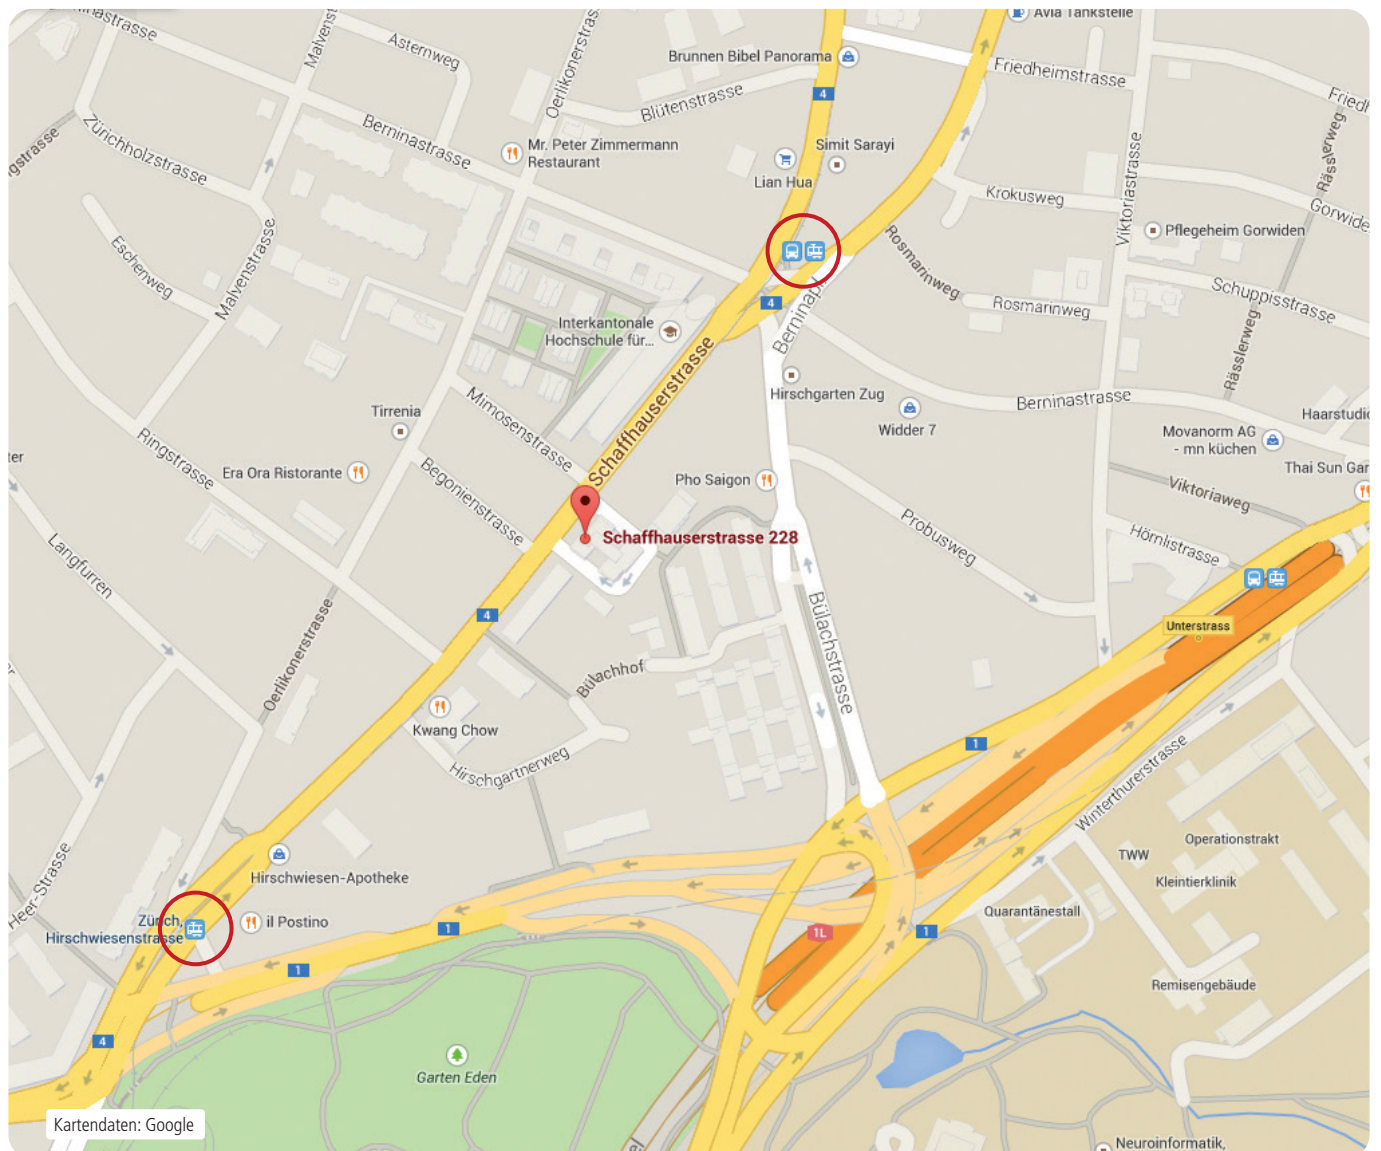 Malvenst
Asternweg
Oerlikonerstras
Avia Tankstelle
Brunnen Bibel Panorama
Friedheimstrasse
4
Blütenstrasse
Zürichholzstrasse
Berninastrasse
Mr. Peter Zimmermann
Restaurant
Simit Sarayi
Lian Hua
Viktoriastrasse
Rässlerweg
Krokusweg
Gorwide
Pflegeheim Gorwiden
Eschenweg
Malvenstrasse
Rosmarinweg
Rosmarinweg
Schuppisstrasse
4
Berninapl
Interkantonale
Hochschule für...
Schaffhauserstrasse
Rässlerweg
Hirschgarten Zug
Berninastrasse
Widder 7
Mimosenstrasse
Tirrenia
Haarstudio
Movanorm AG
- mn küchen
Ringstrasse
Era Ora Ristorante
Begonienstrasse
Pho Saigon
Thai Sun Gar
Viktoriaweg
Probusweg
Hörnlistrasse
Langfurren
Schaffhauserstrasse 228
4
Bülachstrasse
Unterstrass
Oerlikonerstrasse
Bülachhof
Kwang Chow
1
Hirschgartnerweg
Winterthurerstrasse
Operationstrakt
TWW
Kleintierklinik
Heer-Strasse
Hirschwiesen-Apotheke
Zürich,
Hirschwiesenstrasse
il Postino
1
1L
1
Quarantänestall
1
Remisengebäude
4
Garten Eden
Kartendaten: Google
Neuroinformatik,